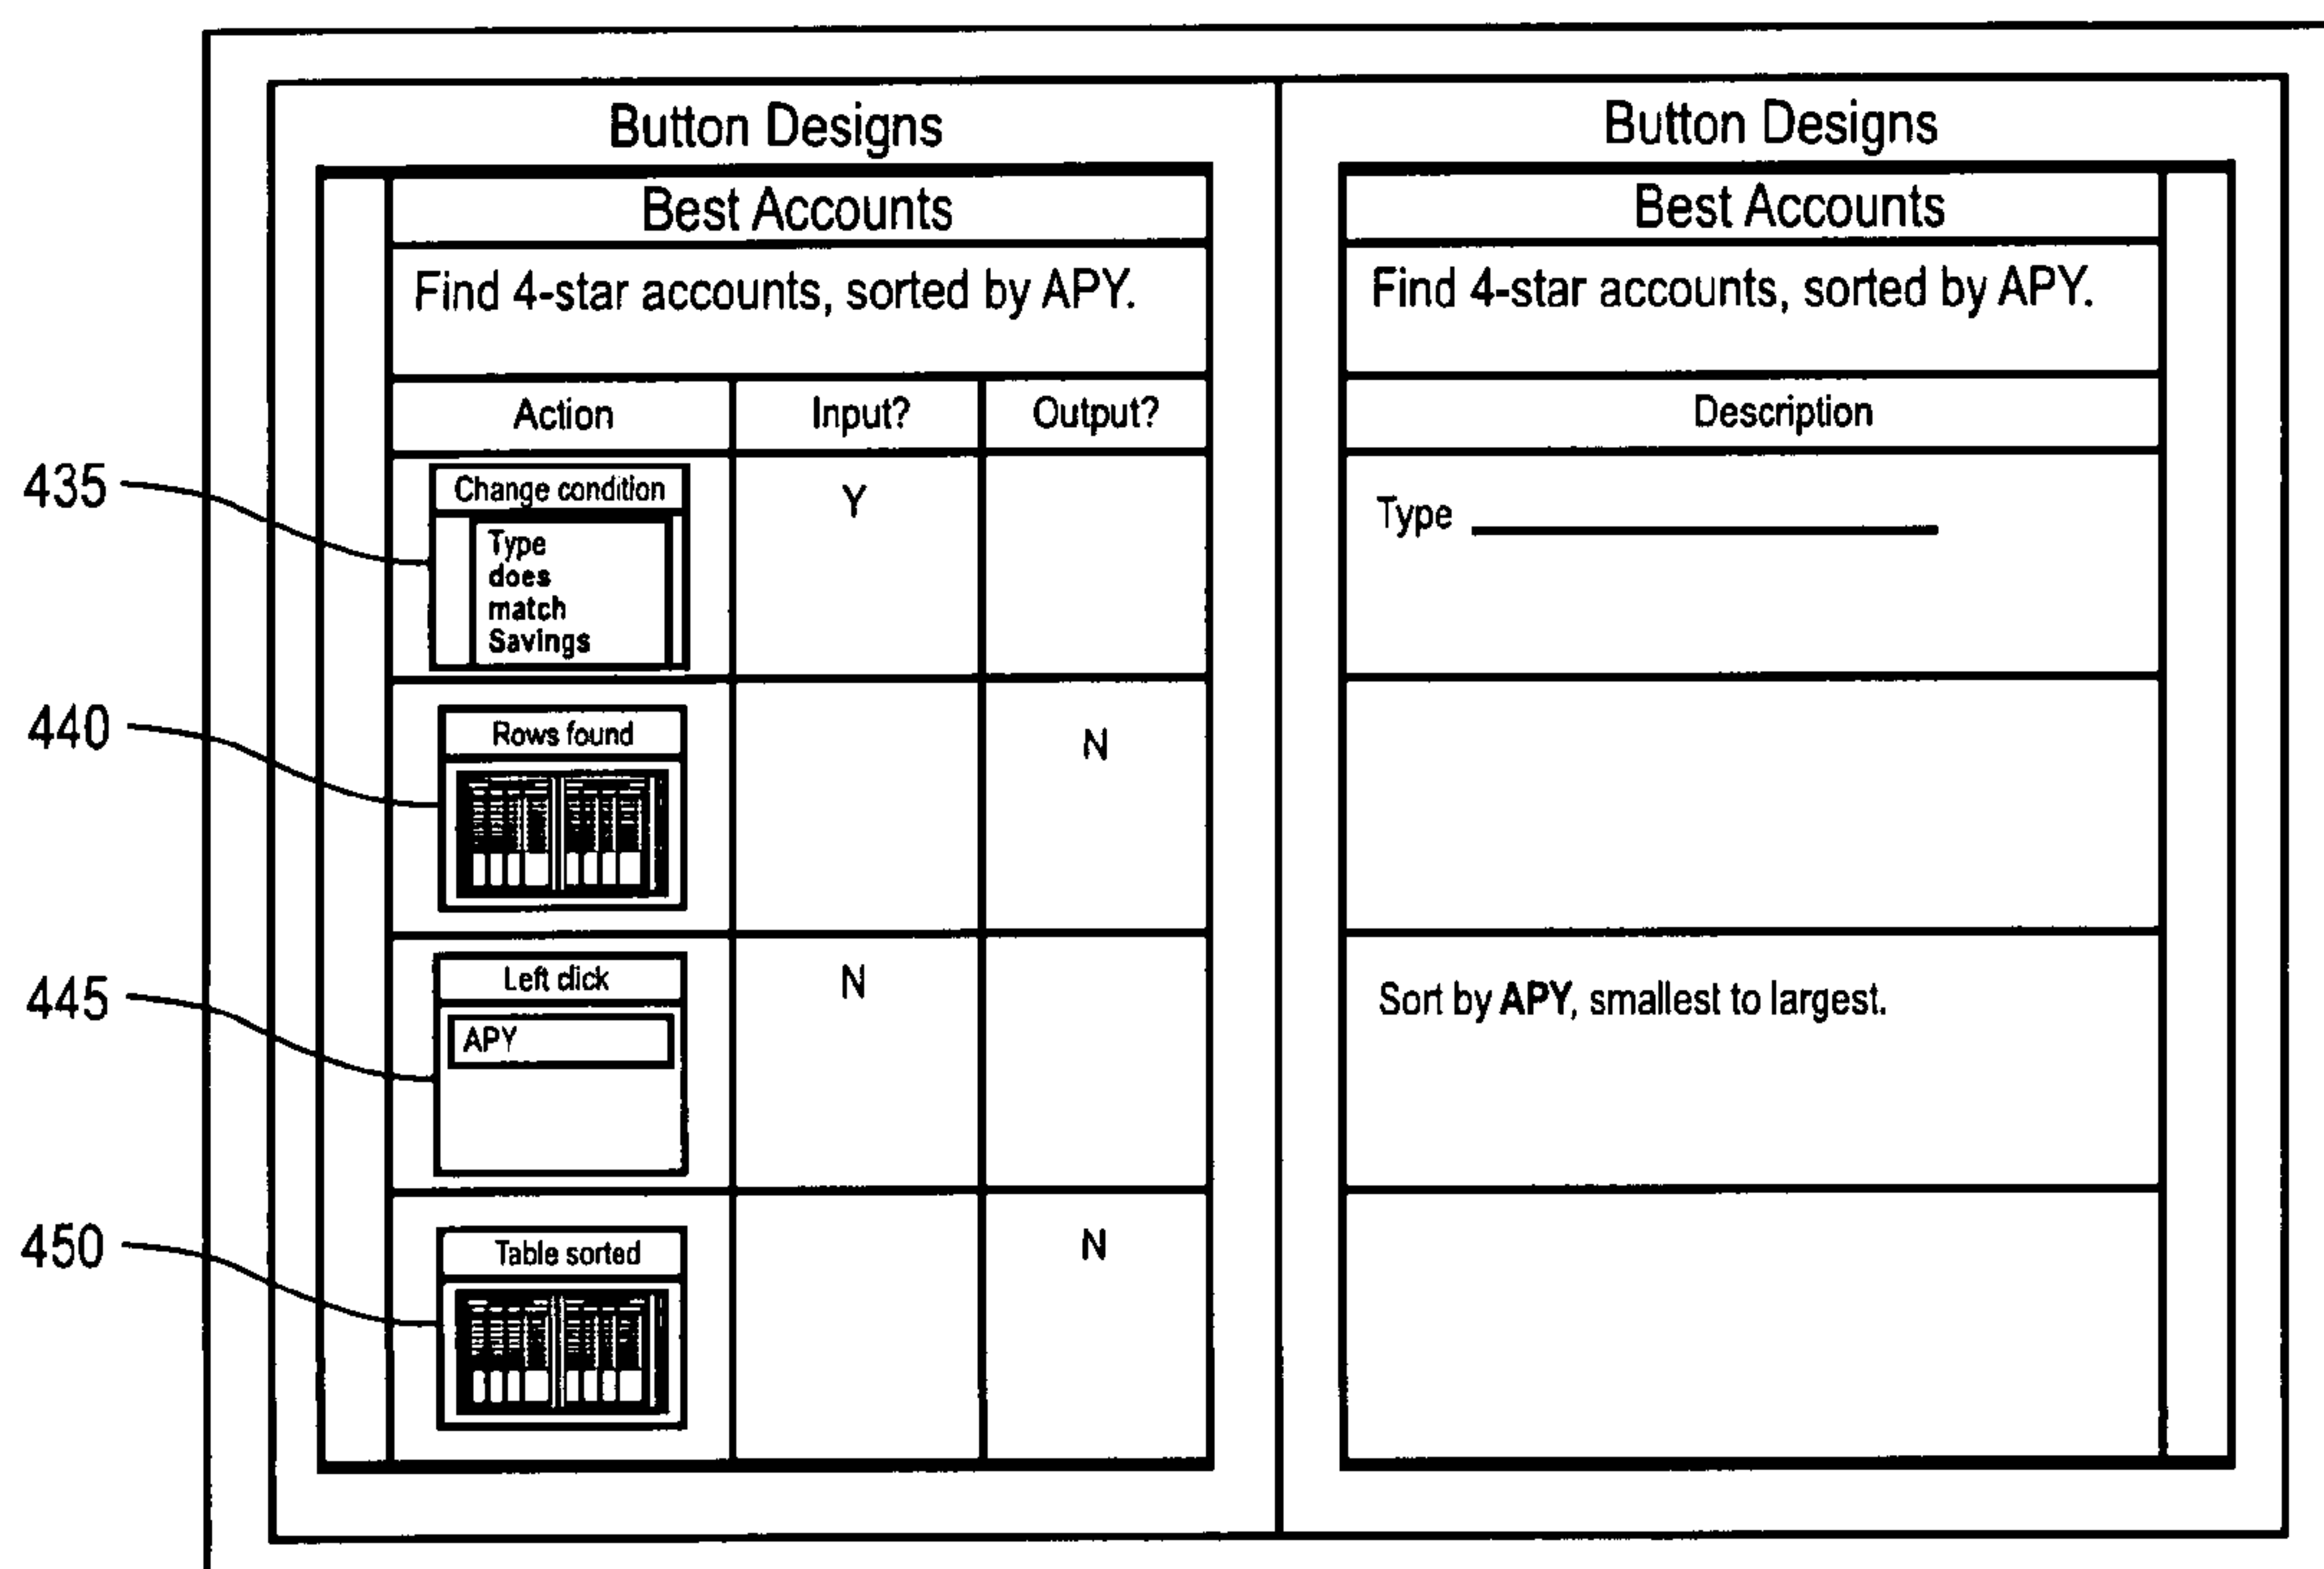 Button Designs
Best Accounts
Find 4-star accounts, sorted by APY.
Action Input? Output?
435
Change condition Y
Type
does
match
Savings
440
Rows found N
445
Left click N
APY
450
Table sorted N
Button Designs
Best Accounts
Find 4-star accounts, sorted by APY.
Description
Type
Sort by APY, smallest to largest.